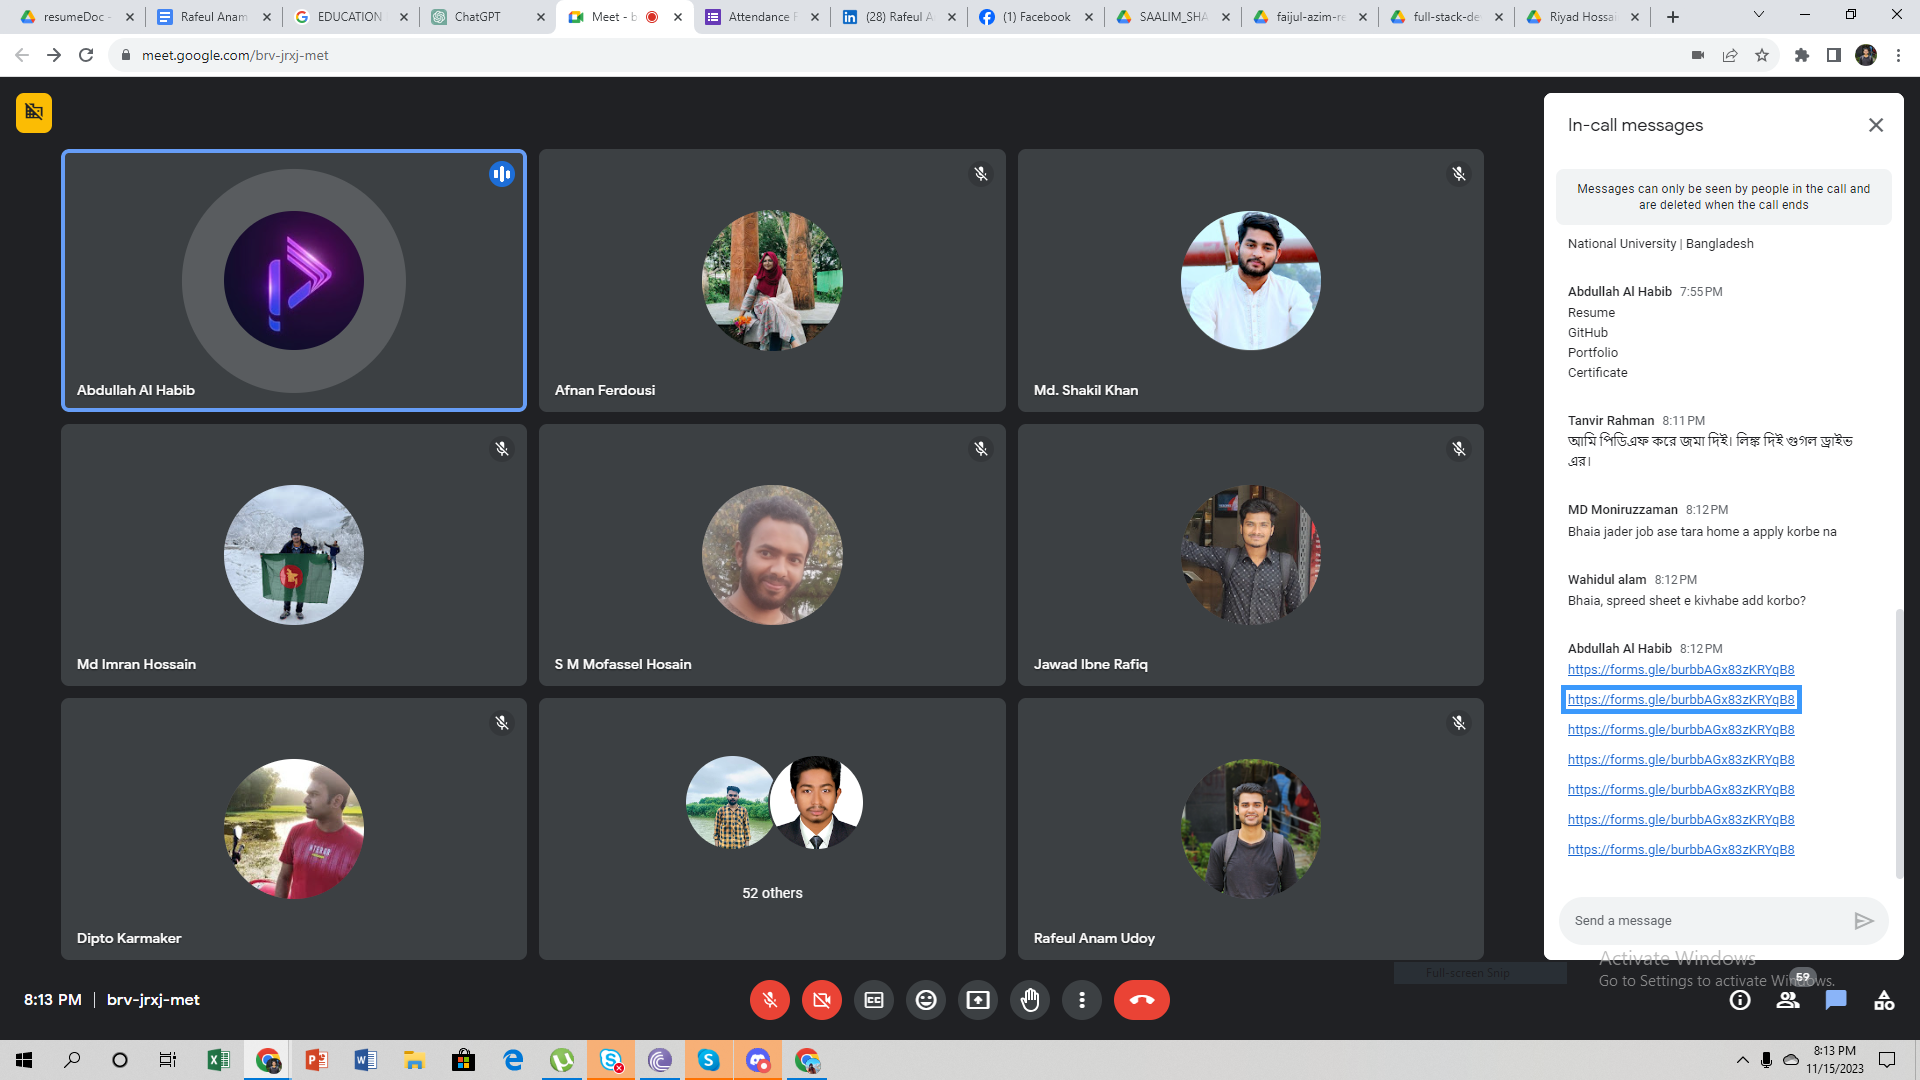 resumeDoc -
Rafeul Anam
EDUCATION
ChatGPT
Meet - b
Attendance F
(28) Rafeul A
(1) Facebook
SAALIM_SHA
faijul-azim-re
full-stack-de
Riyad Hossai
meet.google.com/brv-jrxj-met
Abdullah Al Habib
Afnan Ferdousi
Md. Shakil Khan
Md Imran Hossain
S M Mofassel Hosain
Jawad Ibne Rafiq
Dipto Karmaker
52 others
Rafeul Anam Udoy
In-call messages
Messages can only be seen by people in the call and
are deleted when the call ends
National University | Bangladesh
Abdullah Al Habib 7:55 PM
Resume
GitHub
Portfolio
Certificate
Tanvir Rahman 8:11 PM
আমি পিডিএফ করে জমা দিই। লিঙ্ক দিই গুগল ড্রাইভ
এর।
MD Moniruzzaman 8:12 PM
Bhaia jader job ase tara home a apply korbe na
Wahidul alam 8:12 PM
Bhaia, spreed sheet e kivhabe add korbo?
Abdullah Al Habib 8:12 PM
https://forms.gle/burbbAGx83zKRYqB8
https://forms.gle/burbbAGx83zKRYqB8
https://forms.gle/burbbAGx83zKRYqB8
https://forms.gle/burbbAGx83zKRYqB8
https://forms.gle/burbbAGx83zKRYqB8
https://forms.gle/burbbAGx83zKRYqB8
https://forms.gle/burbbAGx83zKRYqB8
Send a message
Activate Windows
Go to Settings to activate Windows.
Full-screen Snip
59
8:13 PM | brv-jrxj-met
8:13 PM
11/15/2023